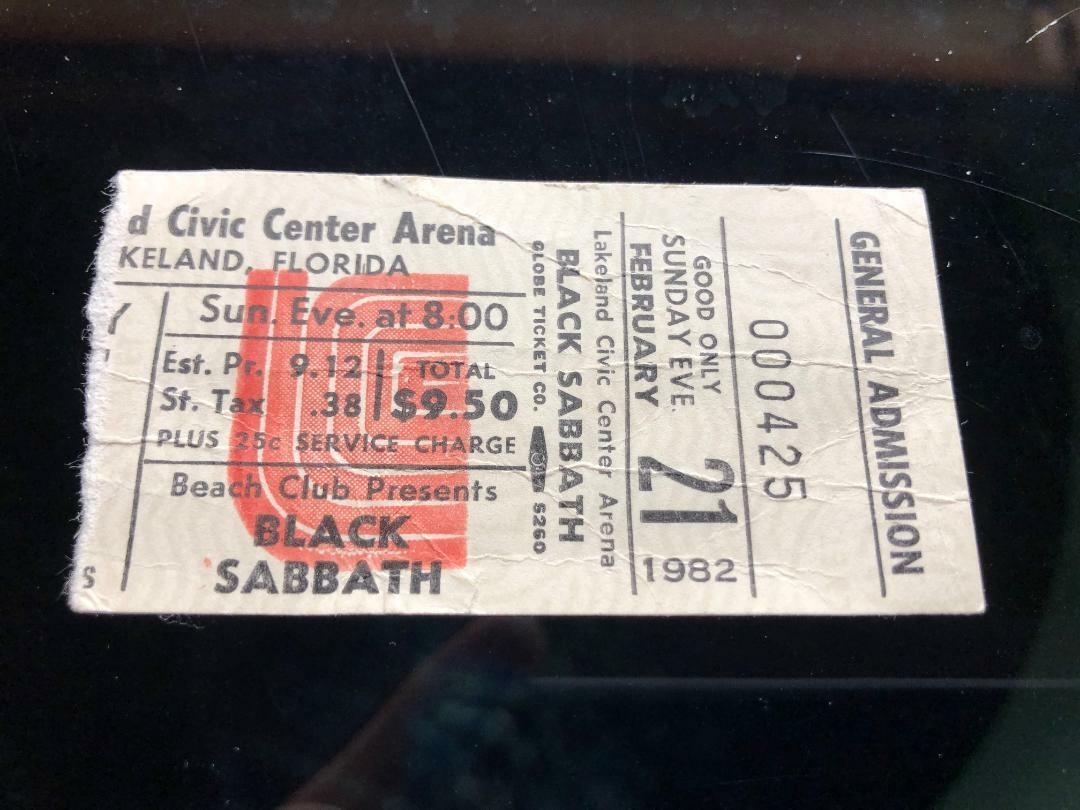 d Civic Center Arena
KELAND, FLORIDA
Y
Sun. Eve. at 8:00
Est. Pr. 9.12
St. Tax .38
TOTAL
$9.50
PLUS 25c SERVICE CHARGE
Beach Club Presents
BLACK
SABBATH
S
GLOBE TICKET CO. 5260
BLACK SABBATH
Lakeland Civic Center Arena
FEBRUARY 21 1982
SUNDAY EVE.
GOOD ONLY
000425
GENERAL ADMISSION